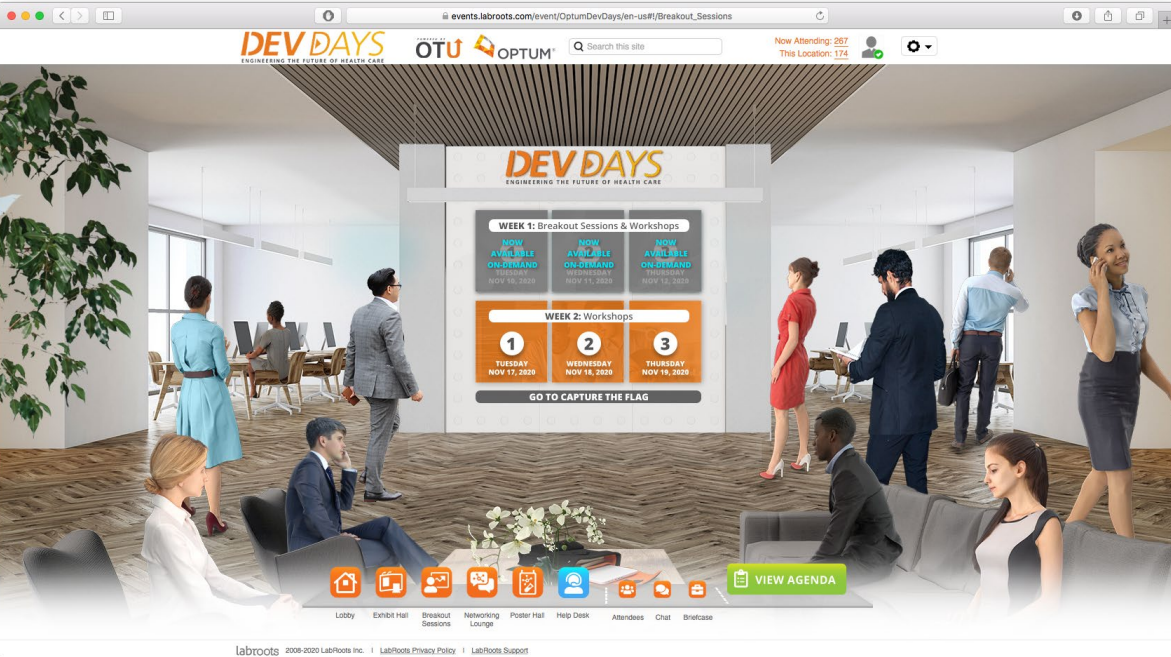 events.labroots.com/event/OptumDevDays/en-us#!/Breakout_Sessions
DEV DAYS
ENGINEERING THE FUTURE OF HEALTH CARE
POWERED BY
OTU
OPTUM®
Search this site
Now Attending: 267
This Location: 174
DEV DAYS
ENGINEERING THE FUTURE OF HEALTH CARE
WEEK 1: Breakout Sessions & Workshops
NOW AVAILABLE ON-DEMAND
TUESDAY
NOV 10, 2020
NOW AVAILABLE ON-DEMAND
WEDNESDAY
NOV 11, 2020
NOW AVAILABLE ON-DEMAND
THURSDAY
NOV 12, 2020
WEEK 2: Workshops
1
TUESDAY
NOV 17, 2020
2
WEDNESDAY
NOV 18, 2020
3
THURSDAY
NOV 19, 2020
GO TO CAPTURE THE FLAG
VIEW AGENDA
Lobby
Exhibit Hall
Breakout Sessions
Networking Lounge
Poster Hall
Help Desk
Attendees
Chat
Briefcase
labroots 2008-2020 LabRoots Inc. | LabRoots Privacy Policy | LabRoots Support